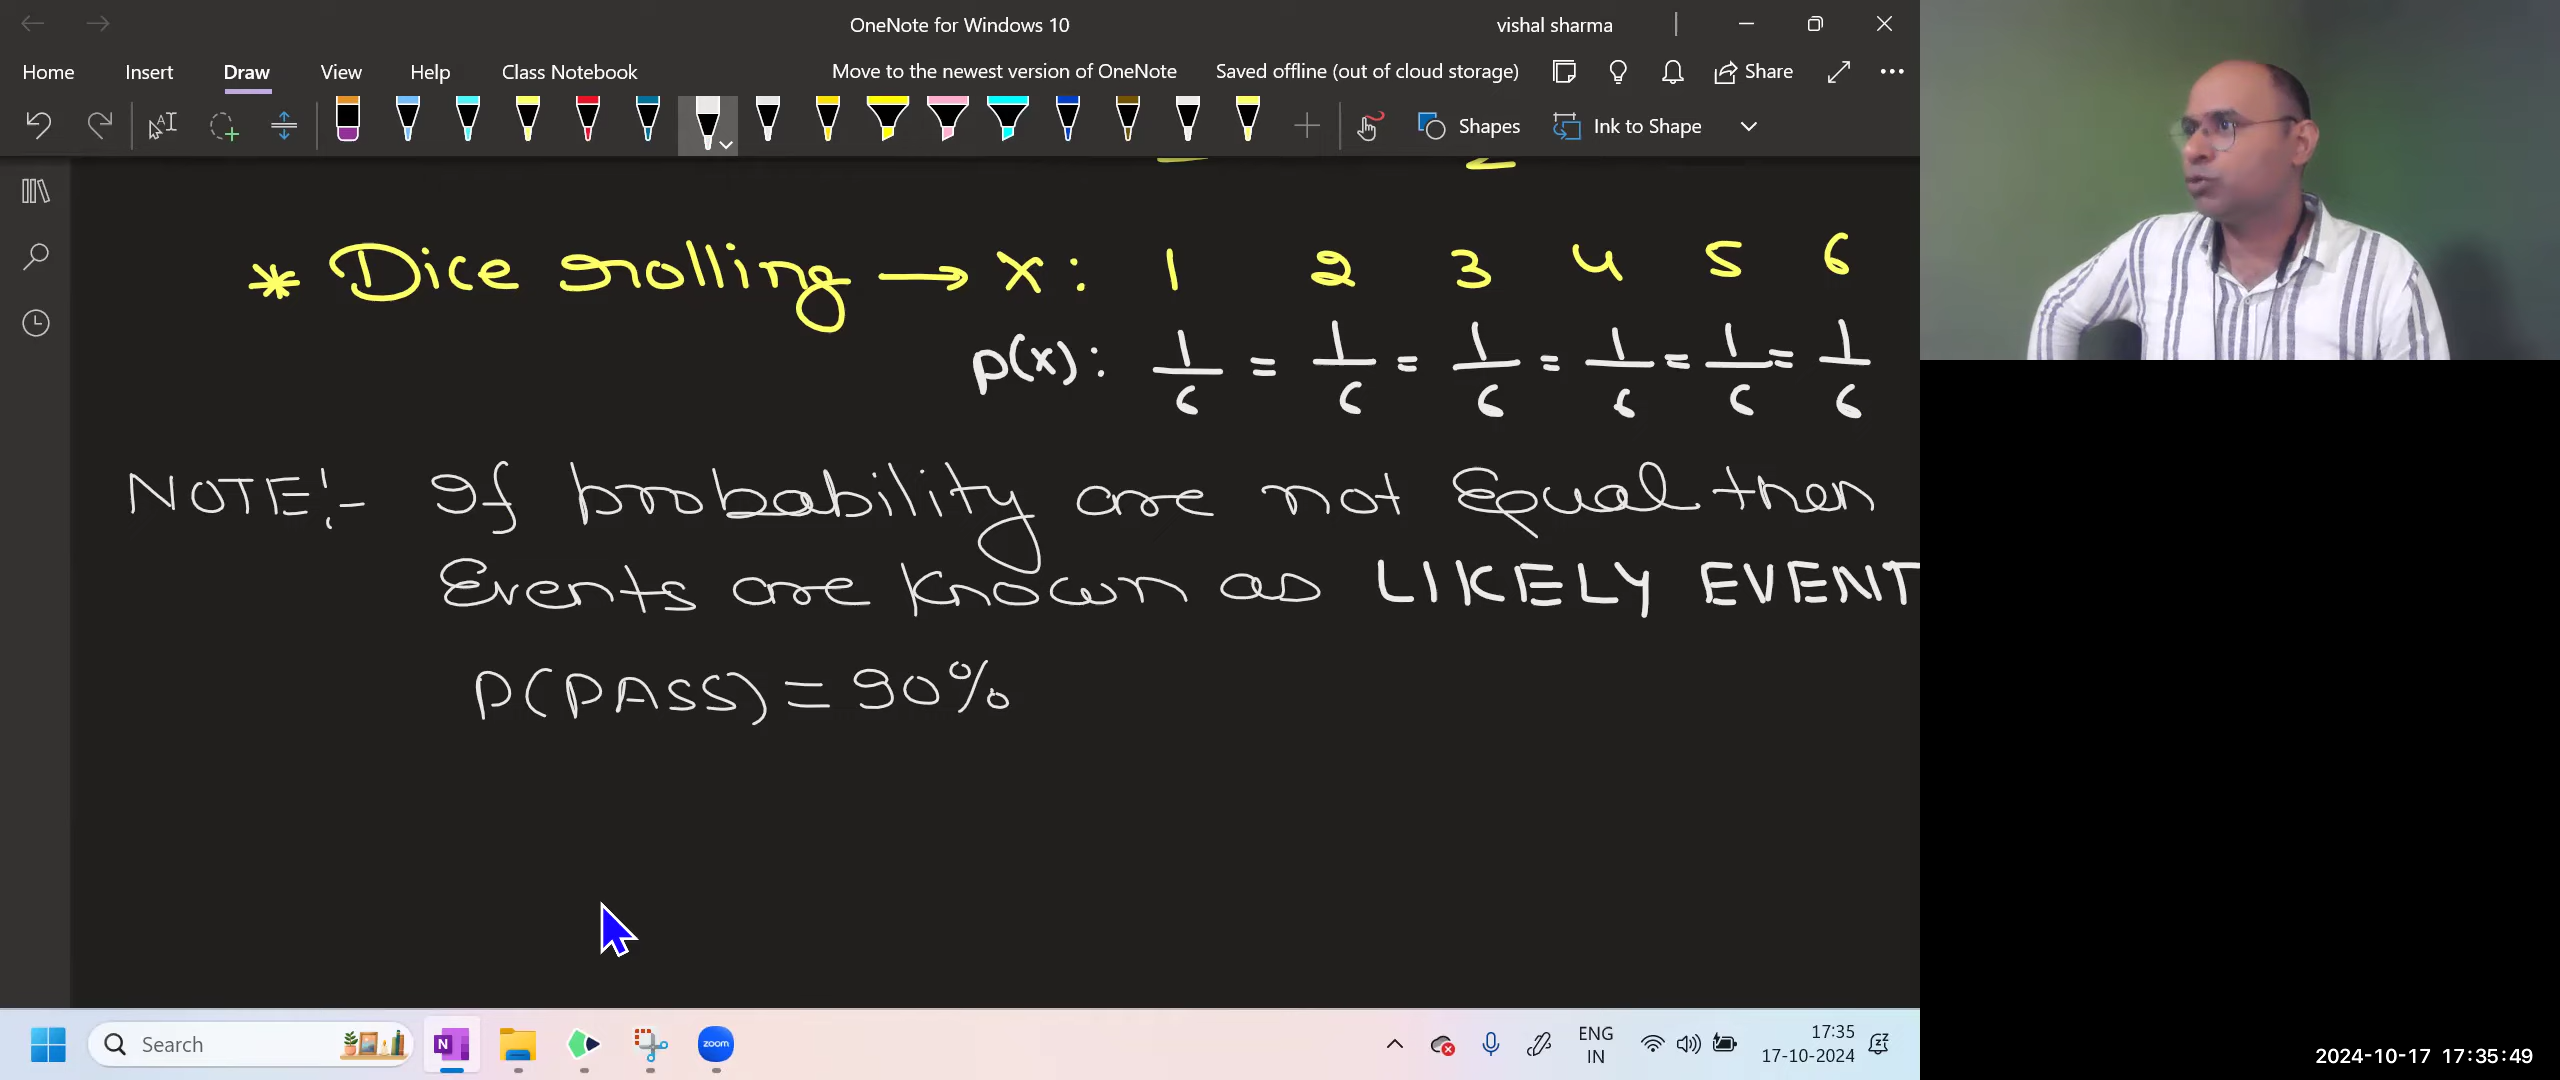 OneNote for Windows 10
vishal sharma
Home Insert Draw View Help Class Notebook Move to the newest version of OneNote Saved offline (out of cloud storage) Share
Shapes Ink to Shape
* Dice rolling → x : 1 2 3 4 5 6
P(x) : 1/6 = 1/6 = 1/6 = 1/6 = 1/6 = 1/6
NOTE:- If probability are not Equal then
Events are known as LIKELY EVENT
P(PASS) = 90%
Search
N
zoom
ENG
IN
17:35
17-10-2024
2024-10-17 17:35:49